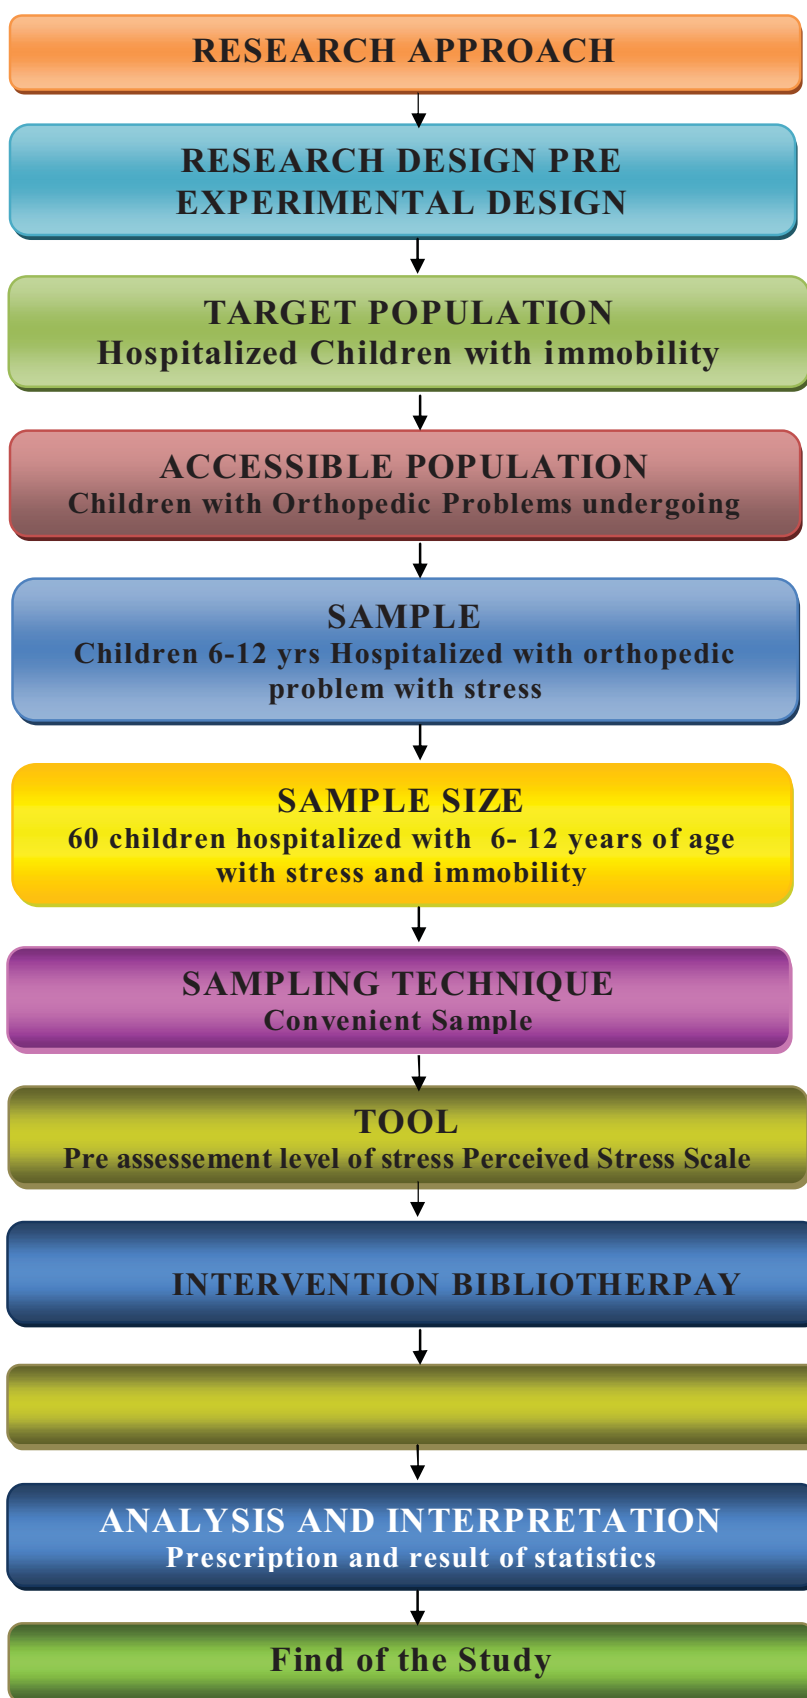 RESEARCH APPROACH
RESEARCH DESIGN PRE
EXPERIMENTAL DESIGN
TARGET POPULATION
Hospitalized Children with immobility
ACCESSIBLE POPULATION
Children with Orthopedic Problems undergoing
SAMPLE
Children 6-12 yrs Hospitalized with orthopedic
problem with stress
SAMPLE SIZE
60 children hospitalized with 6- 12 years of age
with stress and immobility
SAMPLING TECHNIQUE
Convenient Sample
TOOL
Pre assessement level of stress Perceived Stress Scale
INTERVENTION BIBLIOTHERPAY
ANALYSIS AND INTERPRETATION
Prescription and result of statistics
Find of the Study